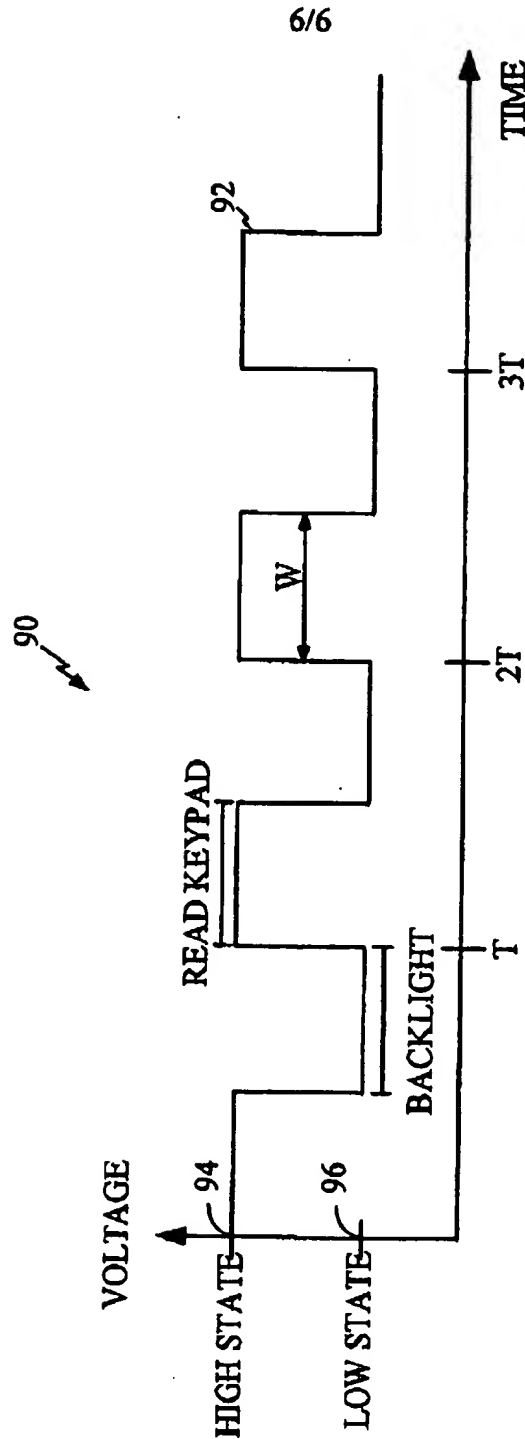 6/6
90
VOLTAGE
HIGH STATE
94
LOW STATE
96
READ KEYPAD
BACKLIGHT
W
92
T
2T
3T
TIME